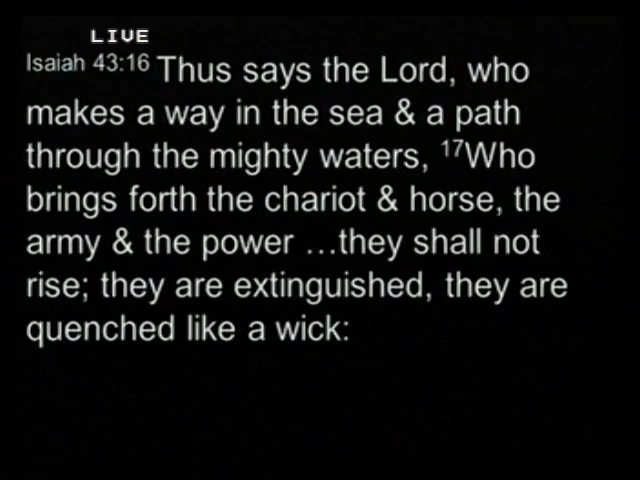 LIVE
Isaiah 43:16 Thus says the Lord, who
makes a way in the sea & a path
through the mighty waters, 17Who
brings forth the chariot & horse, the
army & the power …they shall not
rise; they are extinguished, they are
quenched like a wick: